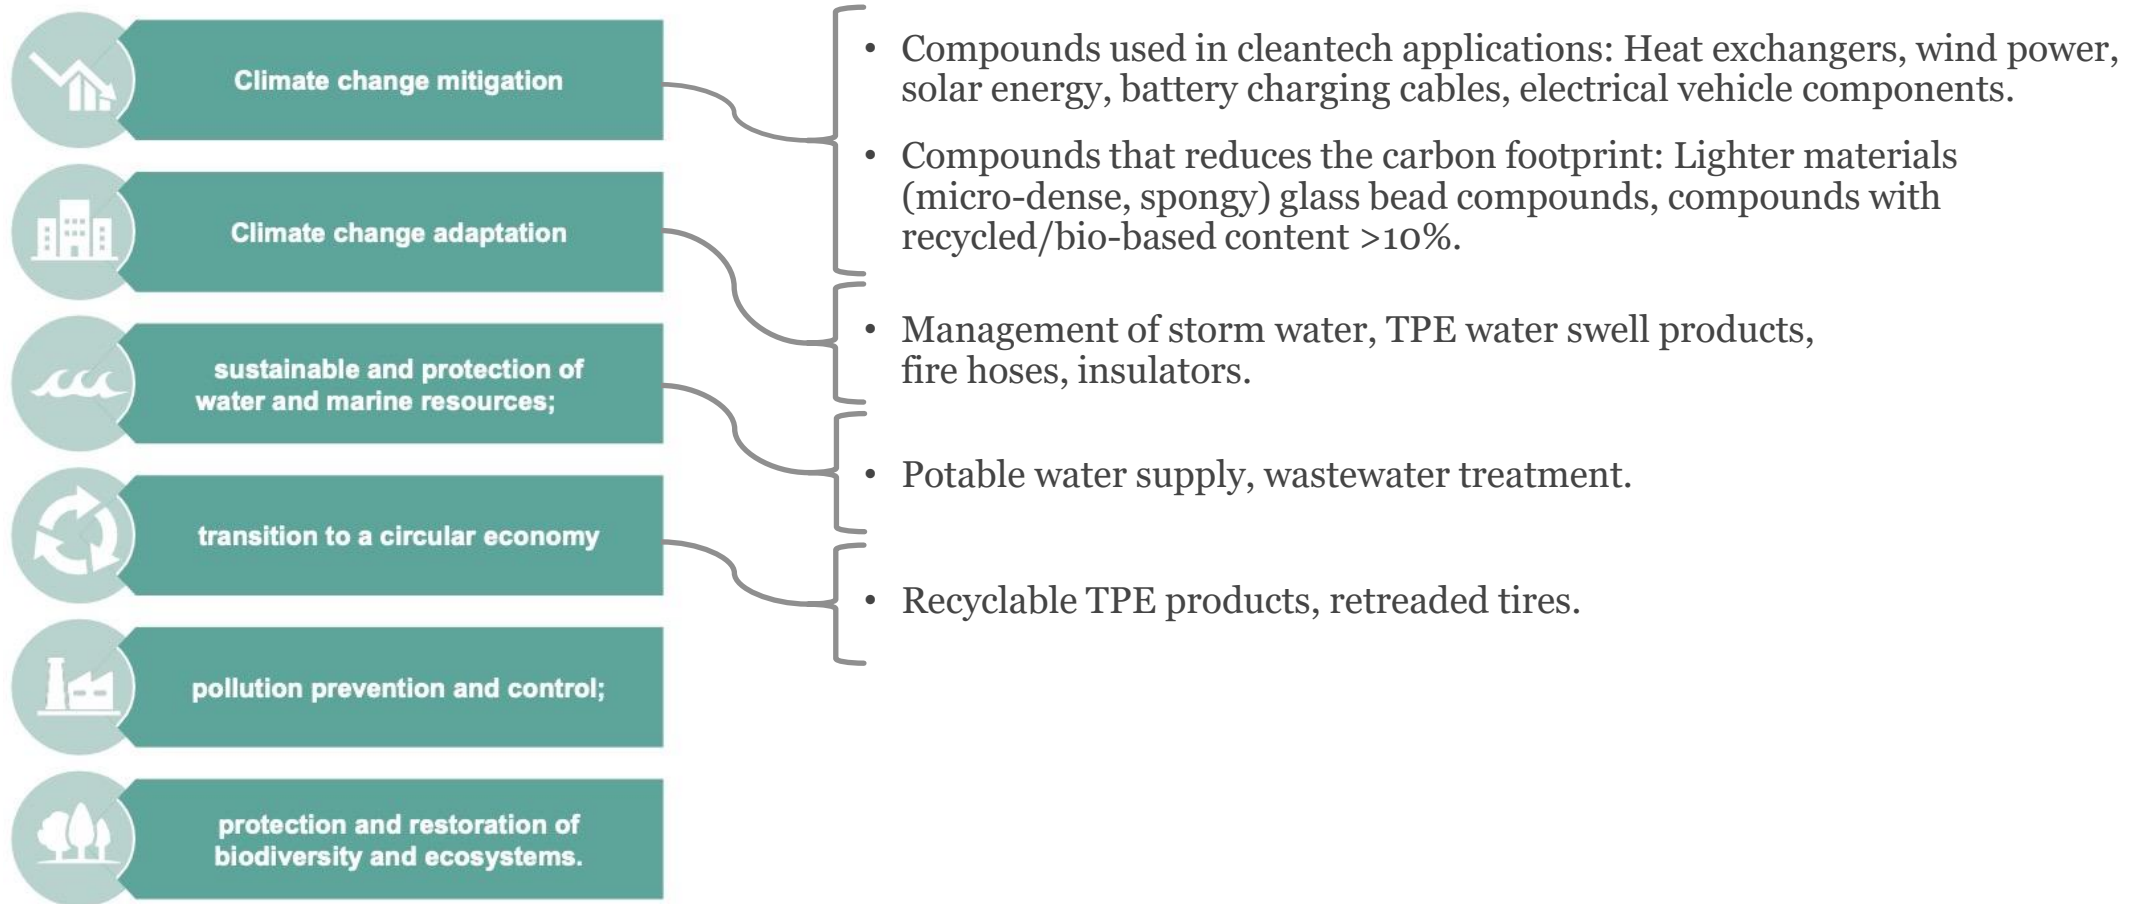 Climate change mitigation
• Compounds used in cleantech applications: Heat exchangers, wind power,
solar energy, battery charging cables, electrical vehicle components.
• Compounds that reduces the carbon footprint: Lighter materials
(micro-dense, spongy) glass bead compounds, compounds with
recycled/bio-based content >10%.
Climate change adaptation
• Management of storm water, TPE water swell products,
fire hoses, insulators.
sustainable and protection of
water and marine resources;
• Potable water supply, wastewater treatment.
transition to a circular economy
• Recyclable TPE products, retreaded tires.
pollution prevention and control;
protection and restoration of
biodiversity and ecosystems.